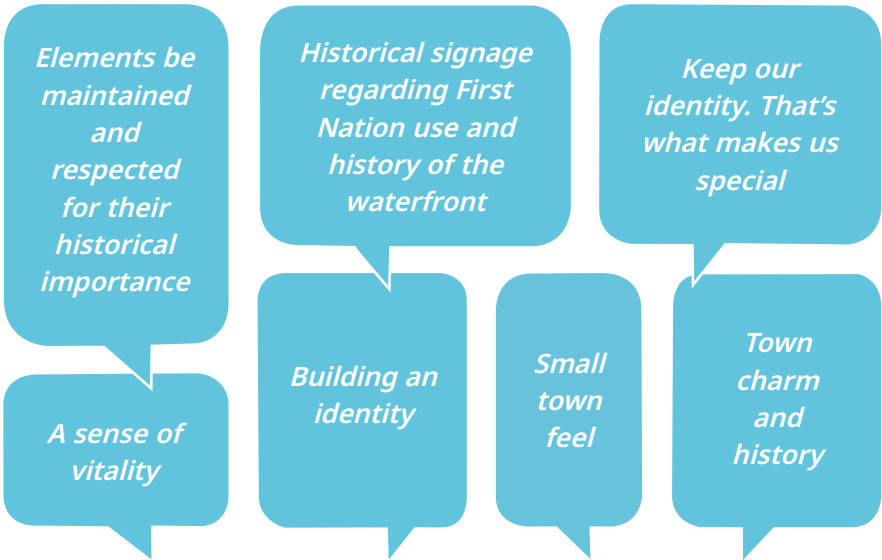 Elements be
maintained
and
respected
for their
historical
importance
Historical signage
regarding First
Nation use and
history of the
waterfront
Keep our
identity. That's
what makes us
special
A sense of
vitality
Building an
identity
Small
town
feel
Town
charm
and
history